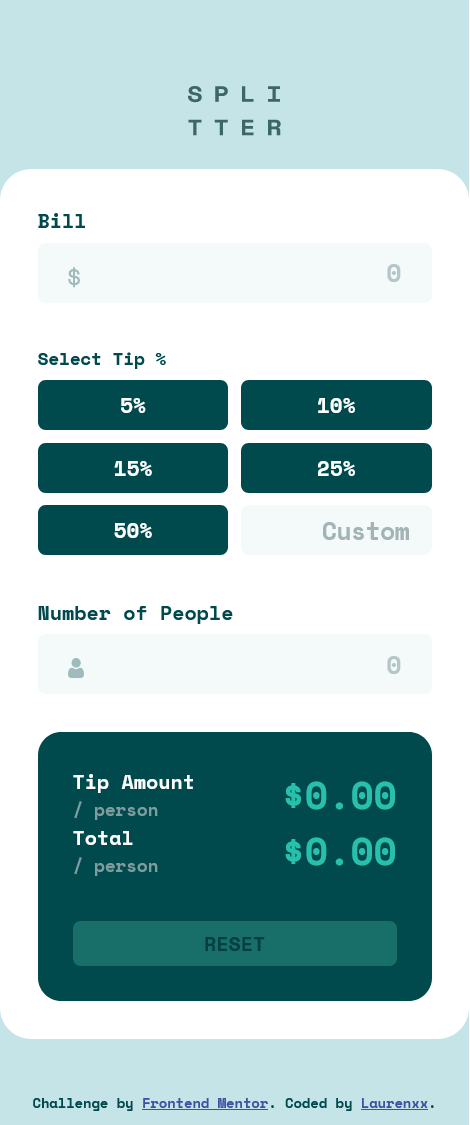 SPLI
TTER
Bill
$ 0
Select Tip %
5% 10%
15% 25%
50% Custom
Number of People
0
Tip Amount $0.00
/ person
Total $0.00
/ person
RESET
Challenge by Frontend Mentor. Coded by Laurenxx.